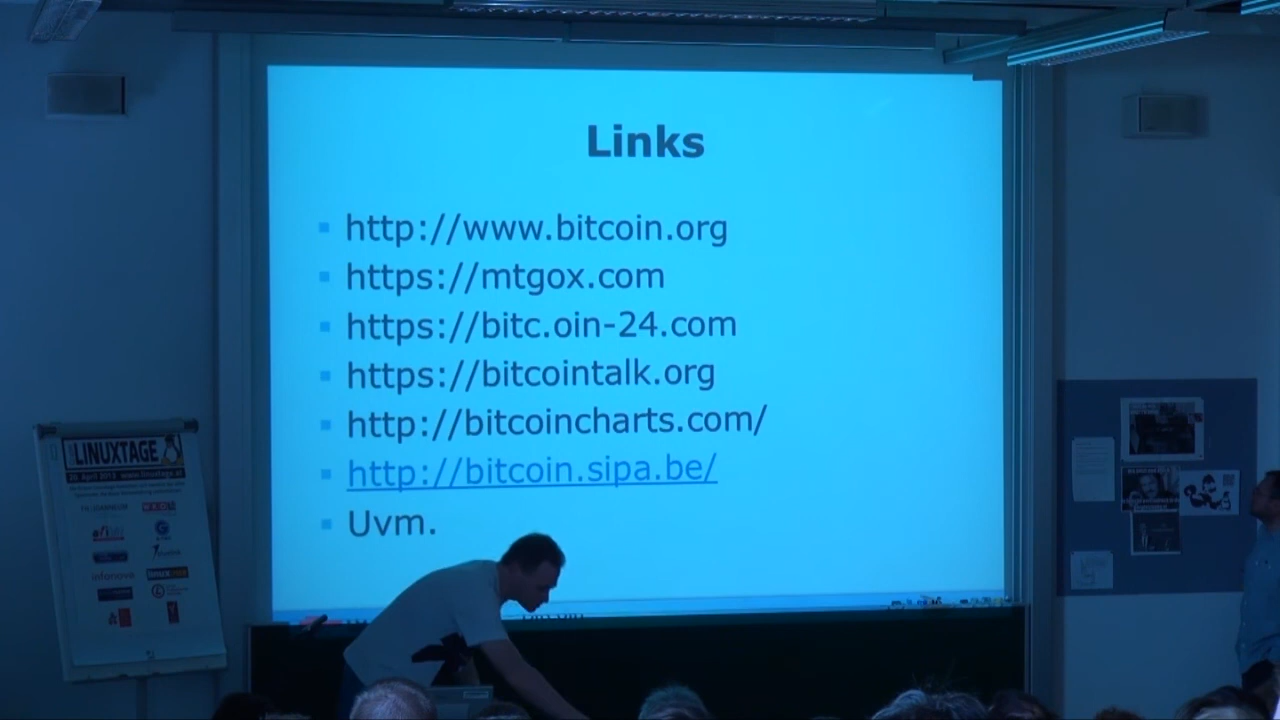 Links
http://www.bitcoin.org
https://mtgox.com
https://bitc.oin-24.com
https://bitcointalk.org
http://bitcoincharts.com/
http://bitcoin.sipa.be/
Uvm.
LINUXTAGE